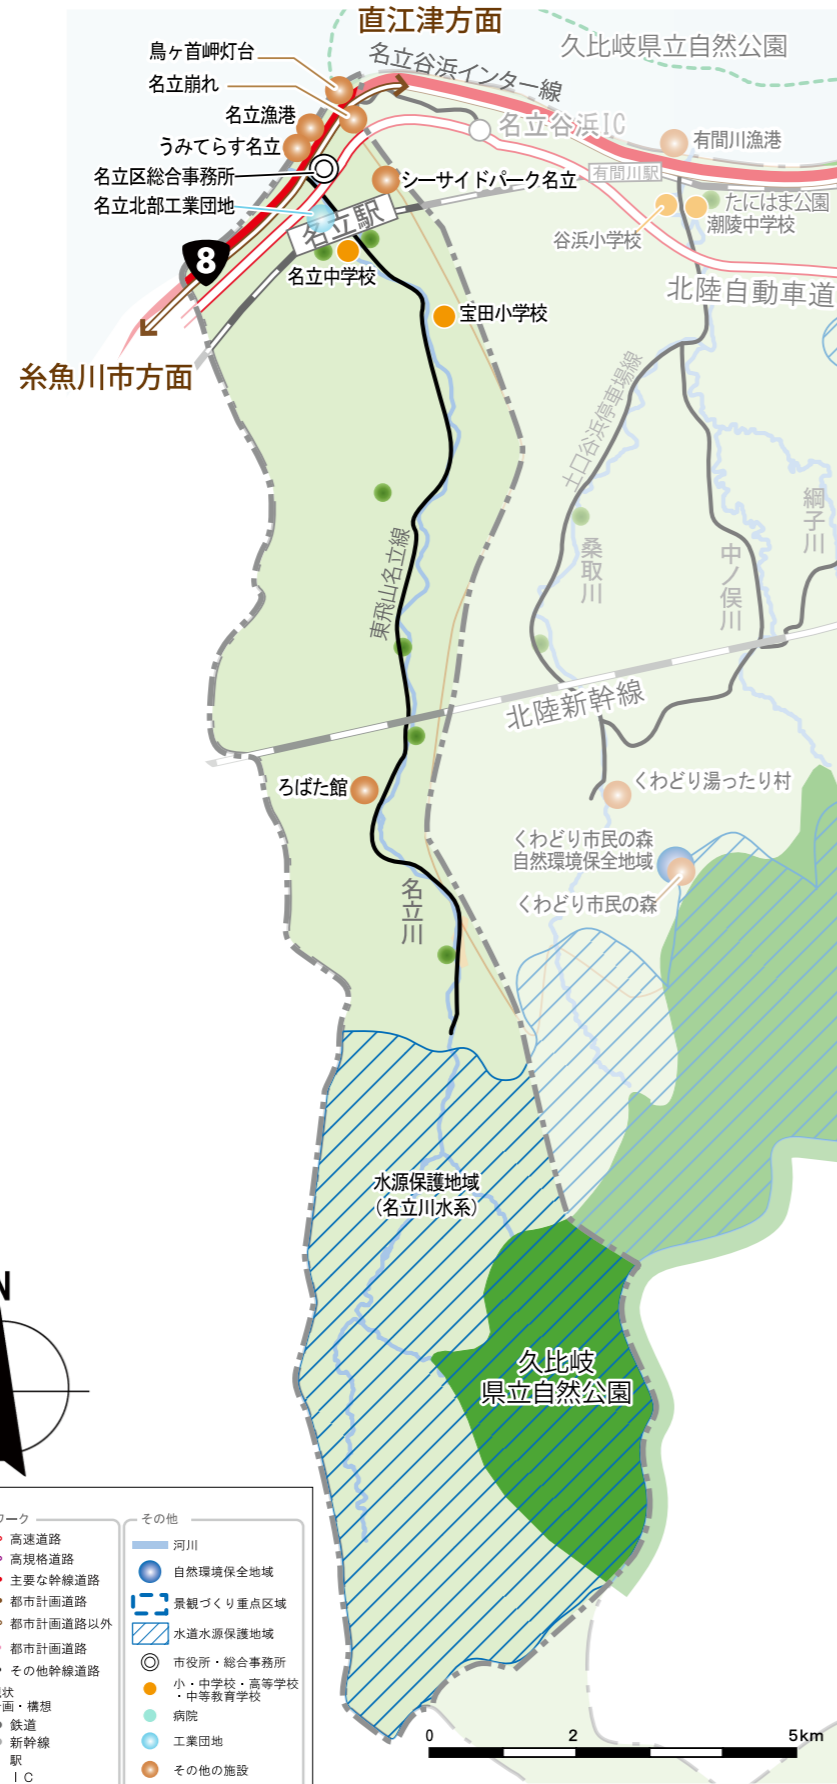 直江津方面
久比岐県立自然公園
鳥ヶ首岬灯台
名立谷浜インター線
名立崩れ
名立漁港
名立谷浜IC
有間川漁港
うみてらす名立
名立区総合事務所
シーサイドパーク名立
有間川駅
名立北部工業団地
たにはま公園
名立駅
潮陵中学校
谷浜小学校
8
名立中学校
北陸自動車道
宝田小学校
糸魚川市方面
土口谷浜停車場線
綱子川
東飛山名立線
桑取川
中ノ俣川
北陸新幹線
ろばた館
くわどり湯ったり村
くわどり市民の森
自然環境保全地域
名立川
くわどり市民の森
水源保護地域
(名立川水系)
N
久比岐
県立自然公園
ワーク
高速道路
高規格道路
主要な幹線道路
都市計画道路
都市計画道路以外
都市計画道路
その他幹線道路
状
画・構想
鉄道
新幹線
駅
IC
その他
河川
自然環境保全地域
景観づくり重点区域
水道水源保護地域
市役所・総合事務所
小・中学校・高等学校
・中等教育学校
病院
工業団地
その他の施設
0 2 5km